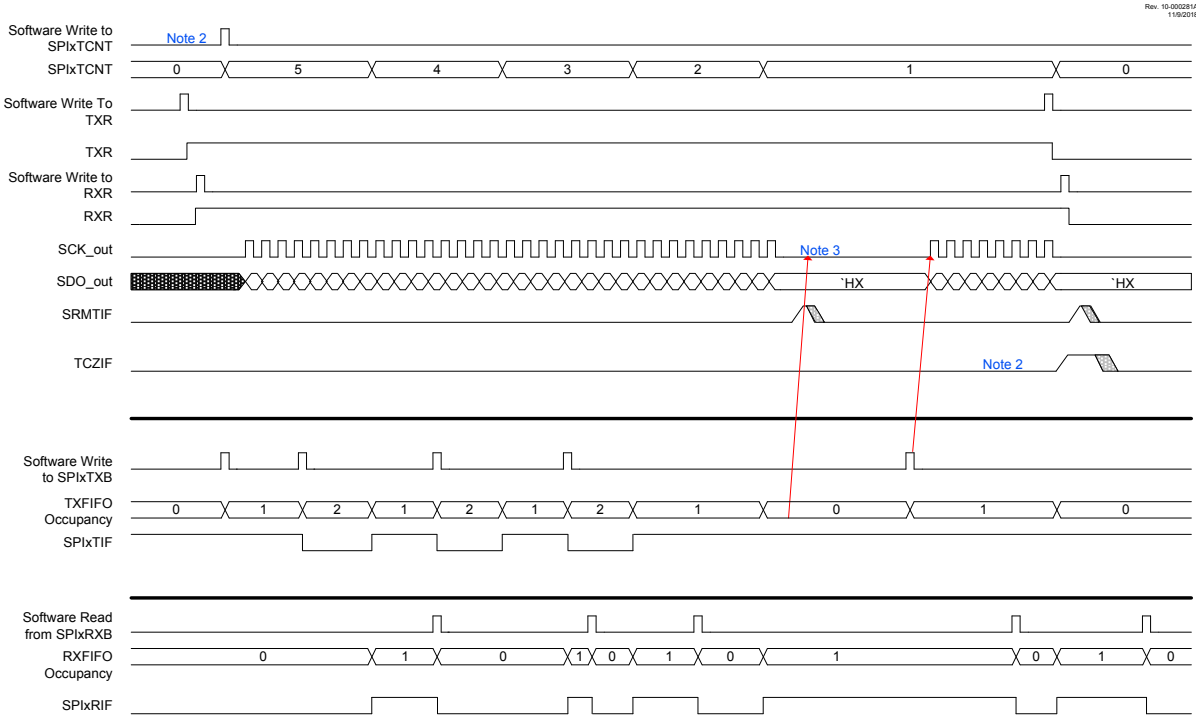 Rev. 10-000281A
11/9/2018
Software Write to
SPIxTCNT
Note 2
SPIxTCNT
0 5 4 3 2 1 0
Software Write To
TXR
TXR
Software Write to
RXR
RXR
SCK_out
Note 3
SDO_out
`HX `HX
SRMTIF
TCZIF
Note 2
Software Write
to SPIxTXB
TXFIFO
Occupancy
0 1 2 1 2 1 2 1 0 1 0
SPIxTIF
Software Read
from SPIxRXB
RXFIFO
Occupancy
0 1 0 1 0 1 0 1 0 1 0
SPIxRIF